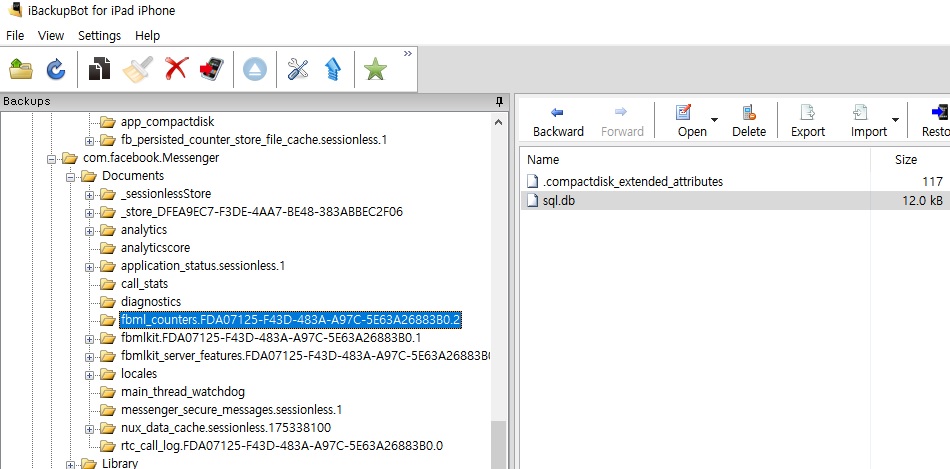 iBackupBot for iPad iPhone
File View Settings Help
»
Backups
app_compactdisk
fb_persisted_counter_store_file_cache.sessionless.1
com.facebook.Messenger
Documents
_sessionlessStore
_store_DFEA9EC7-F3DE-4AA7-BE48-383ABBEC2F06
analytics
analyticscore
application_status.sessionless.1
call_stats
diagnostics
fbml_counters.FDA07125-F43D-483A-A97C-5E63A26883B0.2
fbmlkit.FDA07125-F43D-483A-A97C-5E63A26883B0.1
fbmlkit_server_features.FDA07125-F43D-483A-A97C-5E63A26883B(
locales
main_thread_watchdog
messenger_secure_messages.sessionless.1
nux_data_cache.sessionless.175338100
rtc_call_log.FDA07125-F43D-483A-A97C-5E63A26883B0.0
Library
Backward Forward Open Delete Export Import Resto
Name Size
.compactdisk_extended_attributes 117
sql.db 12.0 kB